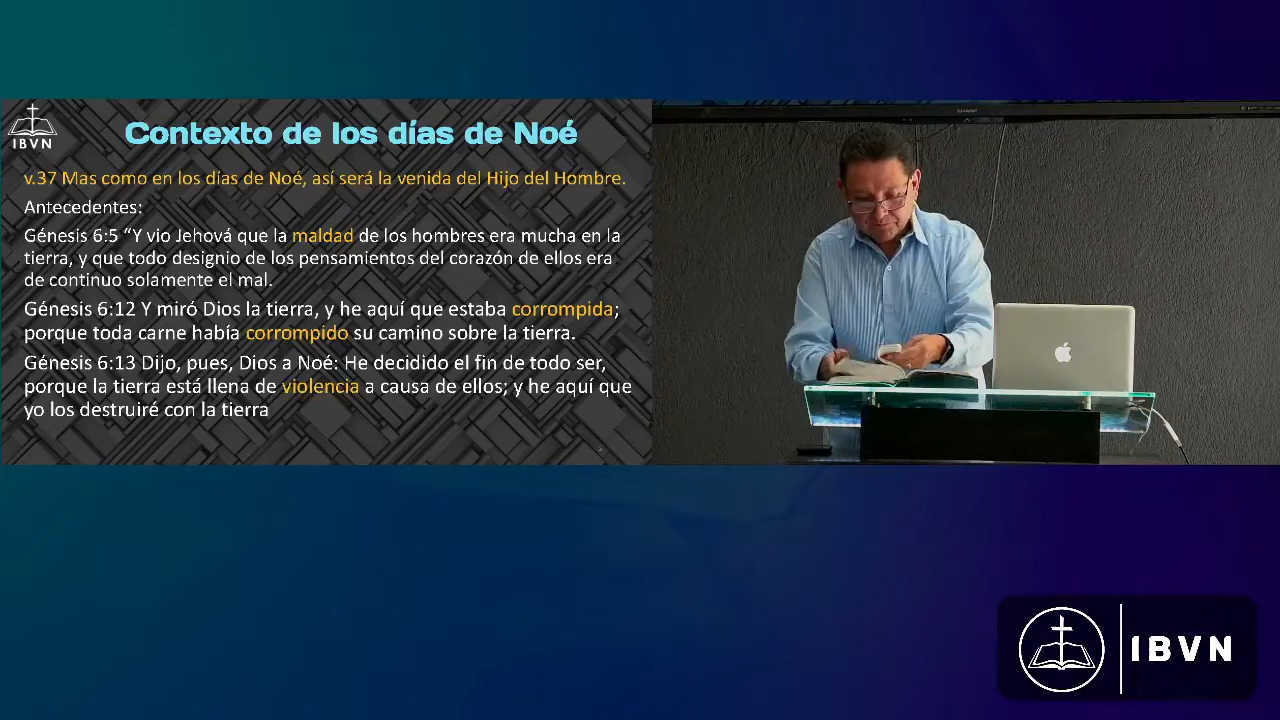 IBVN
Contexto de los días de Noé
v.37 Mas como en los días de Noé, así será la venida del Hijo del Hombre.
Antecedentes:
Génesis 6:5 “Y vio Jehová que la maldad de los hombres era mucha en la
tierra, y que todo designio de los pensamientos del corazón de ellos era
de continuo solamente el mal.
Génesis 6:12 Y miró Dios la tierra, y he aquí que estaba corrompida;
porque toda carne había corrompido su camino sobre la tierra.
Génesis 6:13 Dijo, pues, Dios a Noé: He decidido el fin de todo ser,
porque la tierra está llena de violencia a causa de ellos; y he aquí que
yo los destruiré con la tierra
IBVN